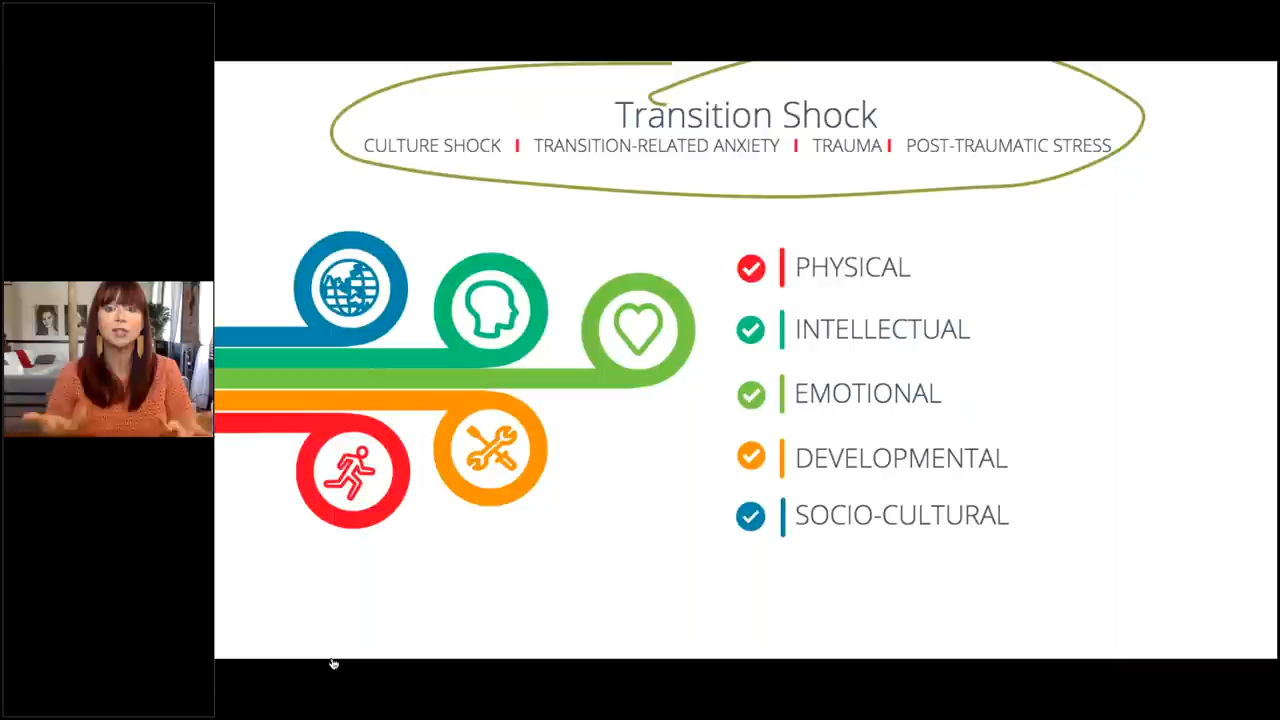 Transition Shock
CULTURE SHOCK | TRANSITION-RELATED ANXIETY | TRAUMA | POST-TRAUMATIC STRESS
PHYSICAL
INTELLECTUAL
EMOTIONAL
DEVELOPMENTAL
SOCIO-CULTURAL